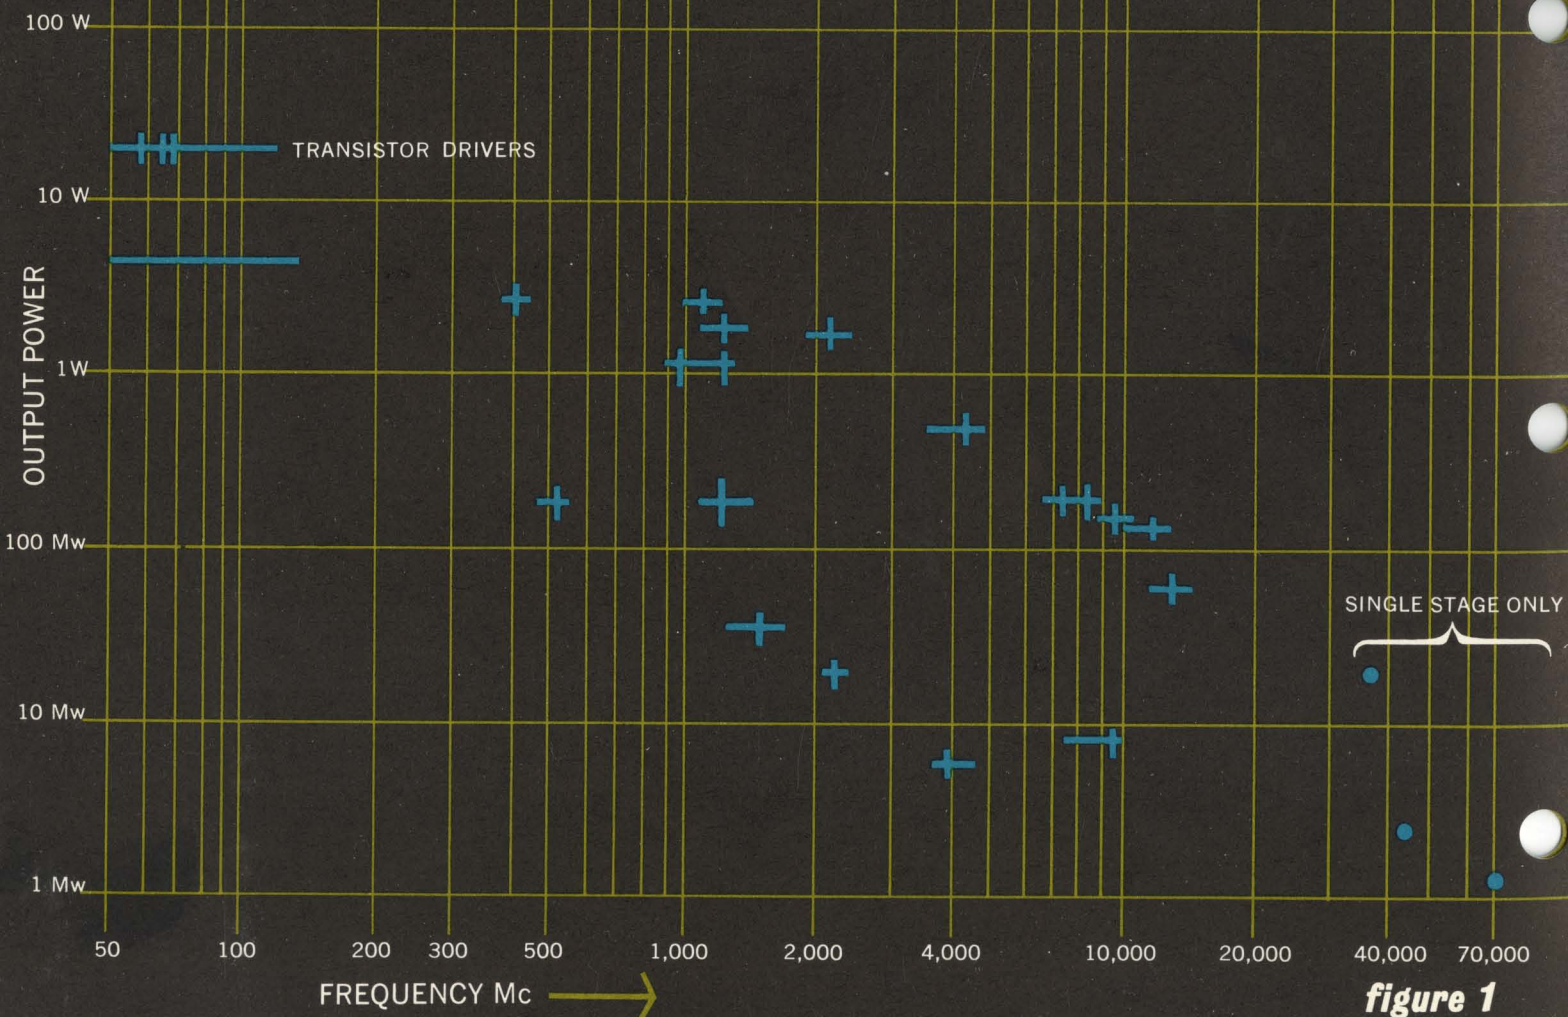 100 W
TRANSISTOR DRIVERS
10 W
OUTPUT POWER
1W
100 Mw
SINGLE STAGE ONLY
10 Mw
1 Mw
50 100 200 300 500 1,000 2,000 4,000 10,000 20,000 40,000 70,000
FREQUENCY Mc
figure 1